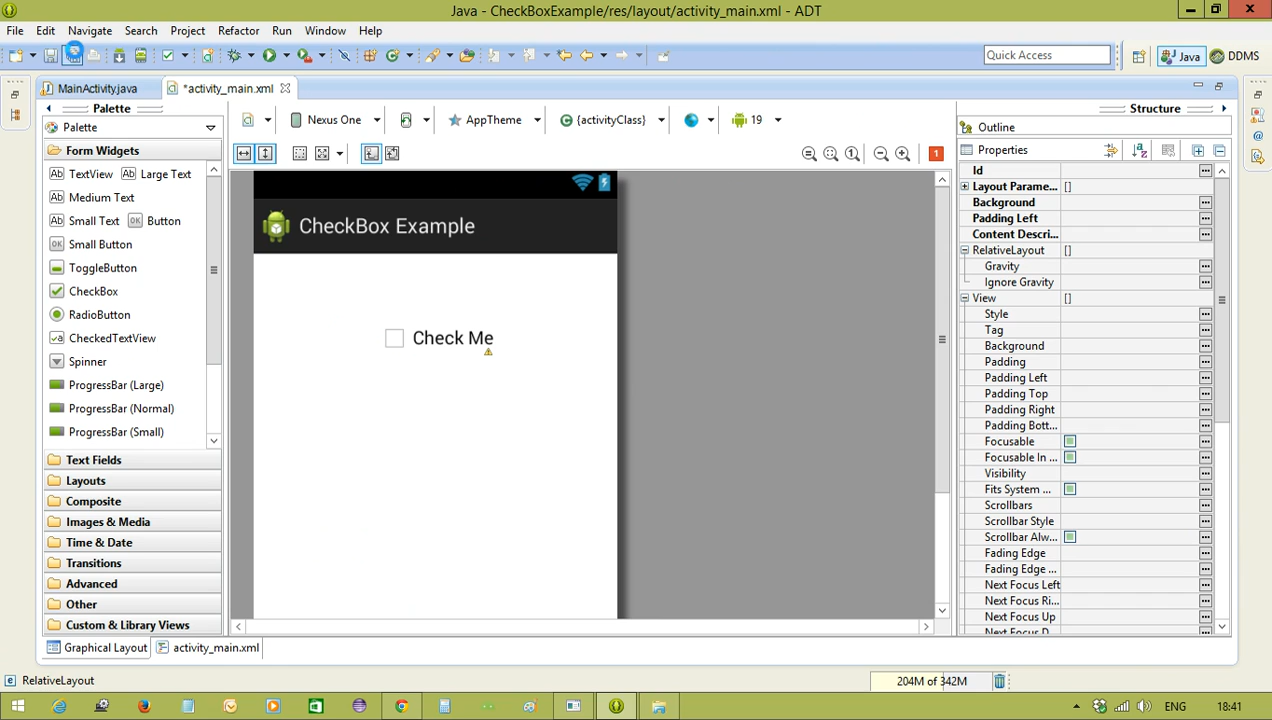 Java - CheckBoxExample/res/layout/activity_main.xml - ADT
File Edit Navigate Search Project Refactor Run Window Help
Quick Access
Java DDMS
MainActivity.java *activity_main.xml
Palette Structure
Palette Nexus One AppTheme {activityClass} 19 Outline
Form Widgets 1 Properties
Ab TextView Ab Large Text
Ab Medium Text
Ab Small Text OK Button
OK Small Button
ToggleButton
CheckBox
RadioButton
CheckedTextView
Spinner
ProgressBar (Large)
ProgressBar (Normal)
ProgressBar (Small)
Text Fields
Layouts
Composite
Images & Media
Time & Date
Transitions
Advanced
Other
Custom & Library Views
CheckBox Example
Check Me
Id
Layout Parame... []
Background
Padding Left
Content Descri...
RelativeLayout []
Gravity
Ignore Gravity
View []
Style
Tag
Background
Padding
Padding Left
Padding Top
Padding Right
Padding Bott...
Focusable
Focusable In ...
Visibility
Fits System ...
Scrollbars
Scrollbar Style
Scrollbar Alw...
Fading Edge
Fading Edge ...
Next Focus Left
Next Focus Ri...
Next Focus Up
Next Focus D...
Graphical Layout activity_main.xml
RelativeLayout 204M of 342M
ENG 18:41